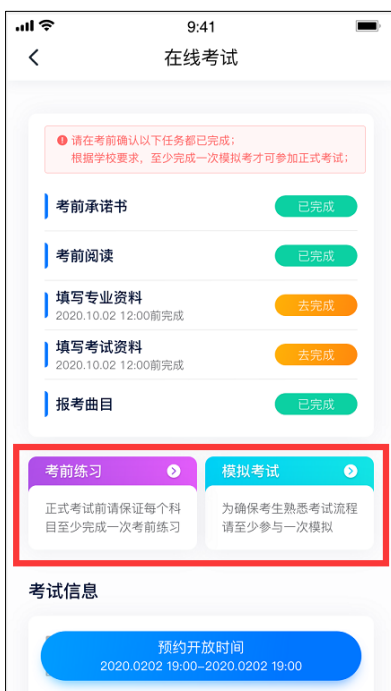 9:41
在线考试
请在考前确认以下任务都已完成；
根据学校要求，至少完成一次模拟考才可参加正式考试；
考前承诺书
已完成
考前阅读
已完成
填写专业资料
2020.10.02 12:00前完成
去完成
填写考试资料
2020.10.02 12:00前完成
去完成
报考曲目
已完成
考前练习
正式考试前请保证每个科
目至少完成一次考前练习
模拟考试
为确保考生熟悉考试流程
请至少参与一次模拟
考试信息
预约开放时间
2020.0202 19:00-2020.0202 19:00